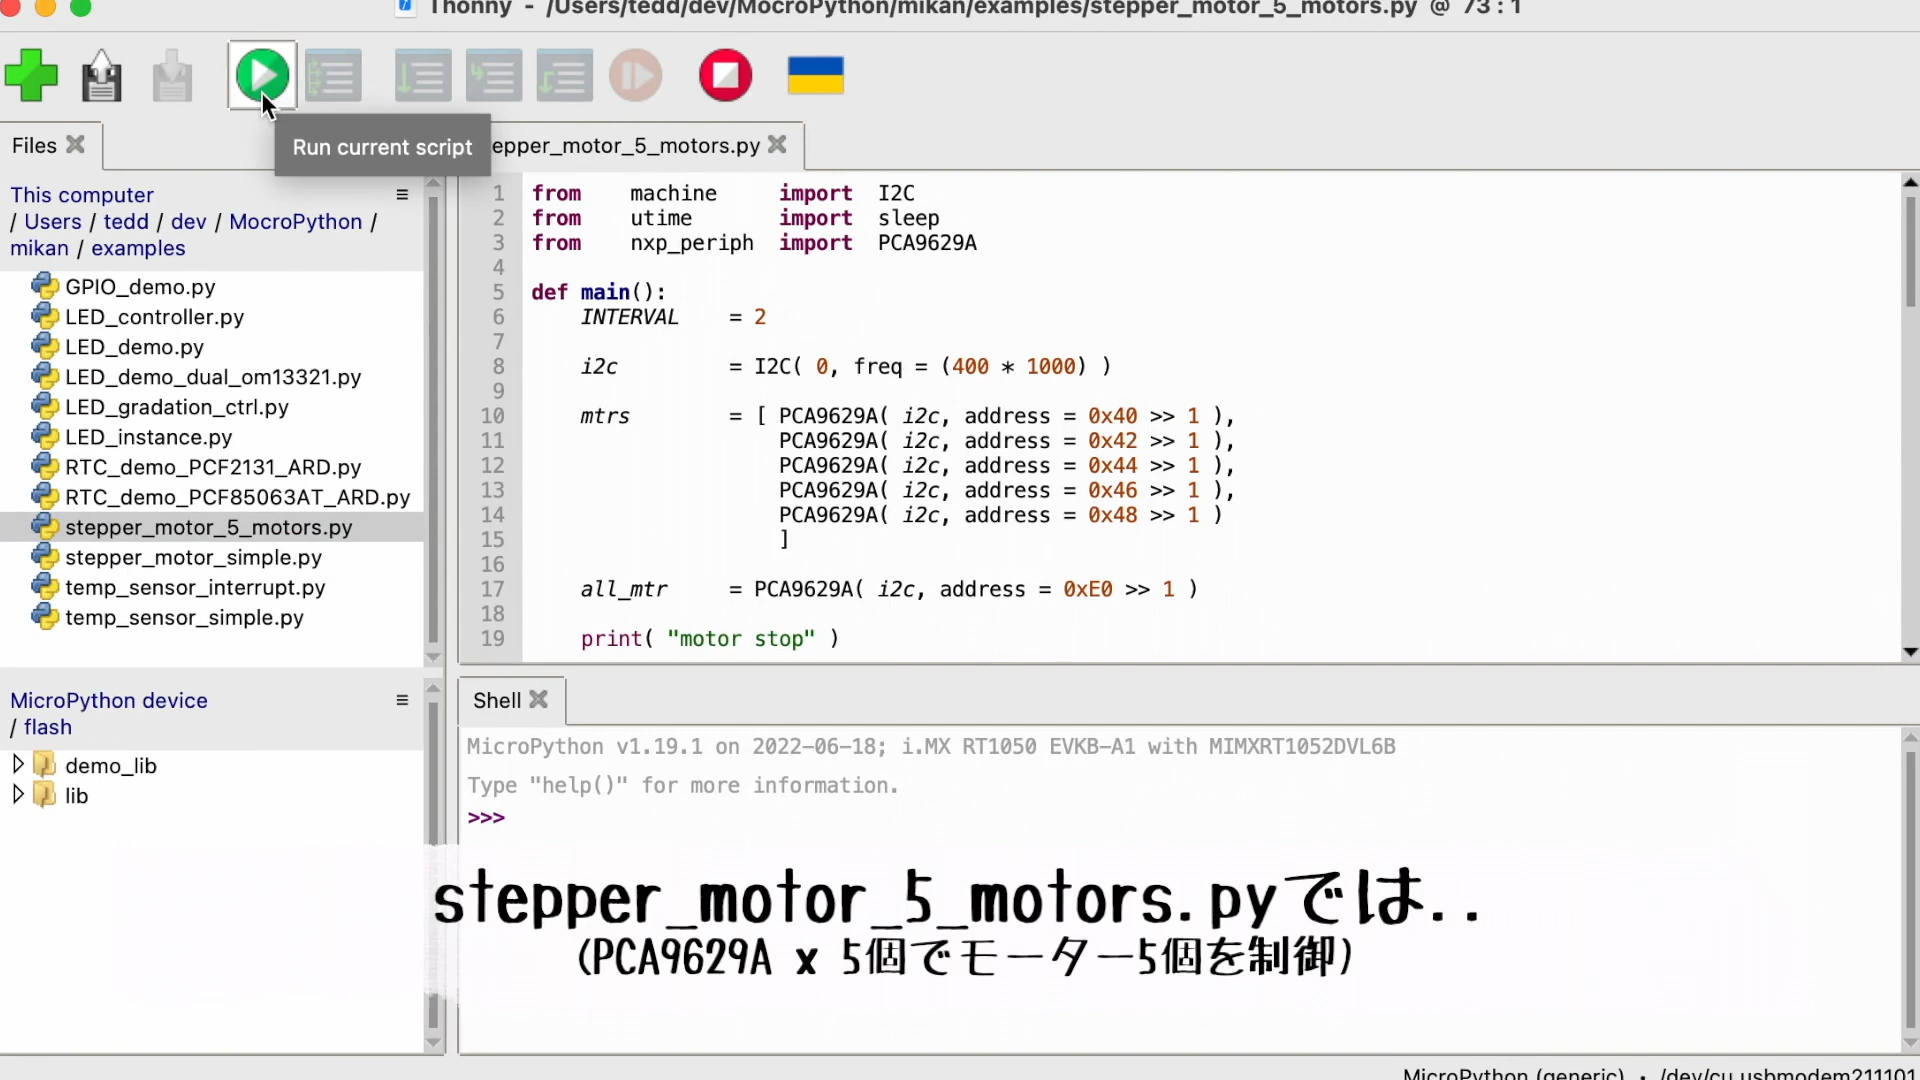 Thonny - /Users/tedd/dev/MocroPython/mikan/examples/stepper_motor_5_motors.py @ 73 : 1
Files
Run current script
epper_motor_5_motors.py
This computer
/ Users / tedd / dev / MocroPython /
mikan / examples
GPIO_demo.py
LED_controller.py
LED_demo.py
LED_demo_dual_om13321.py
LED_gradation_ctrl.py
LED_instance.py
RTC_demo_PCF2131_ARD.py
RTC_demo_PCF85063AT_ARD.py
stepper_motor_5_motors.py
stepper_motor_simple.py
temp_sensor_interrupt.py
temp_sensor_simple.py
1 from machine import I2C
2 from utime import sleep
3 from nxp_periph import PCA9629A
4
5 def main():
6 INTERVAL = 2
7
8 i2c = I2C( 0, freq = (400 * 1000) )
9
10 mtrs = [ PCA9629A( i2c, address = 0x40 >> 1 ),
11 PCA9629A( i2c, address = 0x42 >> 1 ),
12 PCA9629A( i2c, address = 0x44 >> 1 ),
13 PCA9629A( i2c, address = 0x46 >> 1 ),
14 PCA9629A( i2c, address = 0x48 >> 1 )
15 ]
16
17 all_mtr = PCA9629A( i2c, address = 0xE0 >> 1 )
18
19 print( "motor stop" )
MicroPython device
/ flash
demo_lib
lib
Shell
MicroPython v1.19.1 on 2022-06-18; i.MX RT1050 EVKB-A1 with MIMXRT1052DVL6B
Type "help()" for more information.
>>>
stepper_motor_5_motors.pyでは..
(PCA9629A x 5個でモーター5個を制御)
MicroPython (generic) · /dev/cu.usbmodem211101